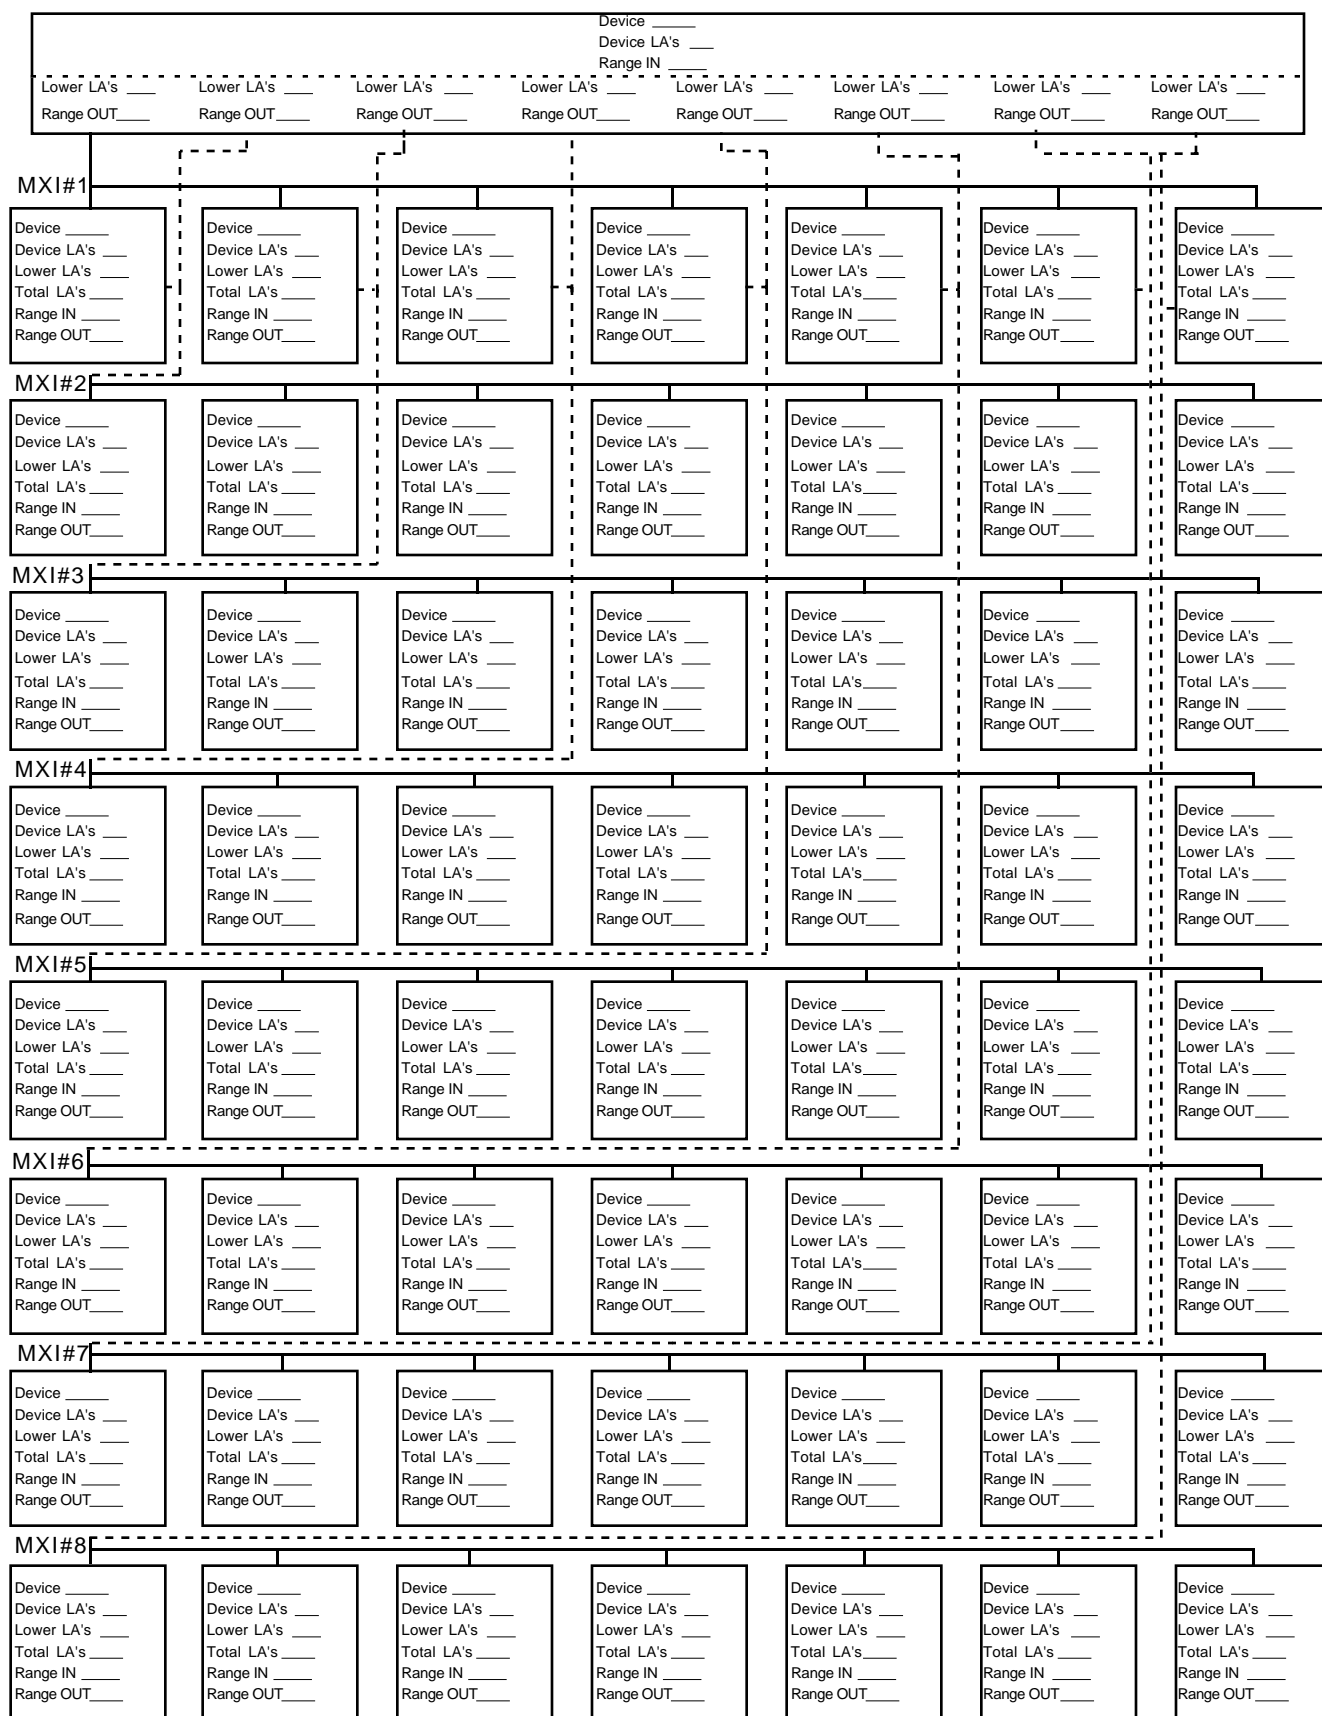 Device _____
Device LA's ___
Range IN _____
Lower LA's ___ Lower LA's ___ Lower LA's ___ Lower LA's ___ Lower LA's ___ Lower LA's ___ Lower LA's ___ Lower LA's ___
Range OUT____ Range OUT____ Range OUT____ Range OUT____ Range OUT____ Range OUT____ Range OUT____ Range OUT____
MXI#1
Device _____ Device _____ Device _____ Device _____ Device _____ Device _____ Device _____
Device LA's ___ Device LA's ___ Device LA's ___ Device LA's ___ Device LA's ___ Device LA's ___ Device LA's ___
Lower LA's ___ Lower LA's ___ Lower LA's ___ Lower LA's ___ Lower LA's ___ Lower LA's ___ Lower LA's ___
Total LA's____ Total LA's____ Total LA's____ Total LA's____ Total LA's____ Total LA's____ Total LA's____
Range IN _____ Range IN _____ Range IN _____ Range IN _____ Range IN _____ Range IN _____ Range IN _____
Range OUT____ Range OUT____ Range OUT____ Range OUT____ Range OUT____ Range OUT____ Range OUT____
MXI#2
Device _____ Device _____ Device _____ Device _____ Device _____ Device _____ Device _____
Device LA's ___ Device LA's ___ Device LA's ___ Device LA's ___ Device LA's ___ Device LA's ___ Device LA's ___
Lower LA's ___ Lower LA's ___ Lower LA's ___ Lower LA's ___ Lower LA's ___ Lower LA's ___ Lower LA's ___
Total LA's____ Total LA's____ Total LA's____ Total LA's____ Total LA's____ Total LA's____ Total LA's____
Range IN _____ Range IN _____ Range IN _____ Range IN _____ Range IN _____ Range IN _____ Range IN _____
Range OUT____ Range OUT____ Range OUT____ Range OUT____ Range OUT____ Range OUT____ Range OUT____
MXI#3
Device _____ Device _____ Device _____ Device _____ Device _____ Device _____ Device _____
Device LA's ___ Device LA's ___ Device LA's ___ Device LA's ___ Device LA's ___ Device LA's ___ Device LA's ___
Lower LA's ___ Lower LA's ___ Lower LA's ___ Lower LA's ___ Lower LA's ___ Lower LA's ___ Lower LA's ___
Total LA's____ Total LA's____ Total LA's____ Total LA's____ Total LA's____ Total LA's____ Total LA's____
Range IN _____ Range IN _____ Range IN _____ Range IN _____ Range IN _____ Range IN _____ Range IN _____
Range OUT____ Range OUT____ Range OUT____ Range OUT____ Range OUT____ Range OUT____ Range OUT____
MXI#4
Device _____ Device _____ Device _____ Device _____ Device _____ Device _____ Device _____
Device LA's ___ Device LA's ___ Device LA's ___ Device LA's ___ Device LA's ___ Device LA's ___ Device LA's ___
Lower LA's ___ Lower LA's ___ Lower LA's ___ Lower LA's ___ Lower LA's ___ Lower LA's ___ Lower LA's ___
Total LA's____ Total LA's____ Total LA's____ Total LA's____ Total LA's____ Total LA's____ Total LA's____
Range IN _____ Range IN _____ Range IN _____ Range IN _____ Range IN _____ Range IN _____ Range IN _____
Range OUT____ Range OUT____ Range OUT____ Range OUT____ Range OUT____ Range OUT____ Range OUT____
MXI#5
Device _____ Device _____ Device _____ Device _____ Device _____ Device _____ Device _____
Device LA's ___ Device LA's ___ Device LA's ___ Device LA's ___ Device LA's ___ Device LA's ___ Device LA's ___
Lower LA's ___ Lower LA's ___ Lower LA's ___ Lower LA's ___ Lower LA's ___ Lower LA's ___ Lower LA's ___
Total LA's____ Total LA's____ Total LA's____ Total LA's____ Total LA's____ Total LA's____ Total LA's____
Range IN _____ Range IN _____ Range IN _____ Range IN _____ Range IN _____ Range IN _____ Range IN _____
Range OUT____ Range OUT____ Range OUT____ Range OUT____ Range OUT____ Range OUT____ Range OUT____
MXI#6
Device _____ Device _____ Device _____ Device _____ Device _____ Device _____ Device _____
Device LA's ___ Device LA's ___ Device LA's ___ Device LA's ___ Device LA's ___ Device LA's ___ Device LA's ___
Lower LA's ___ Lower LA's ___ Lower LA's ___ Lower LA's ___ Lower LA's ___ Lower LA's ___ Lower LA's ___
Total LA's____ Total LA's____ Total LA's____ Total LA's____ Total LA's____ Total LA's____ Total LA's____
Range IN _____ Range IN _____ Range IN _____ Range IN _____ Range IN _____ Range IN _____ Range IN _____
Range OUT____ Range OUT____ Range OUT____ Range OUT____ Range OUT____ Range OUT____ Range OUT____
MXI#7
Device _____ Device _____ Device _____ Device _____ Device _____ Device _____ Device _____
Device LA's ___ Device LA's ___ Device LA's ___ Device LA's ___ Device LA's ___ Device LA's ___ Device LA's ___
Lower LA's ___ Lower LA's ___ Lower LA's ___ Lower LA's ___ Lower LA's ___ Lower LA's ___ Lower LA's ___
Total LA's____ Total LA's____ Total LA's____ Total LA's____ Total LA's____ Total LA's____ Total LA's____
Range IN _____ Range IN _____ Range IN _____ Range IN _____ Range IN _____ Range IN _____ Range IN _____
Range OUT____ Range OUT____ Range OUT____ Range OUT____ Range OUT____ Range OUT____ Range OUT____
MXI#8
Device _____ Device _____ Device _____ Device _____ Device _____ Device _____ Device _____
Device LA's ___ Device LA's ___ Device LA's ___ Device LA's ___ Device LA's ___ Device LA's ___ Device LA's ___
Lower LA's ___ Lower LA's ___ Lower LA's ___ Lower LA's ___ Lower LA's ___ Lower LA's ___ Lower LA's ___
Total LA's____ Total LA's____ Total LA's____ Total LA's____ Total LA's____ Total LA's____ Total LA's____
Range IN _____ Range IN _____ Range IN _____ Range IN _____ Range IN _____ Range IN _____ Range IN _____
Range OUT____ Range OUT____ Range OUT____ Range OUT____ Range OUT____ Range OUT____ Range OUT____